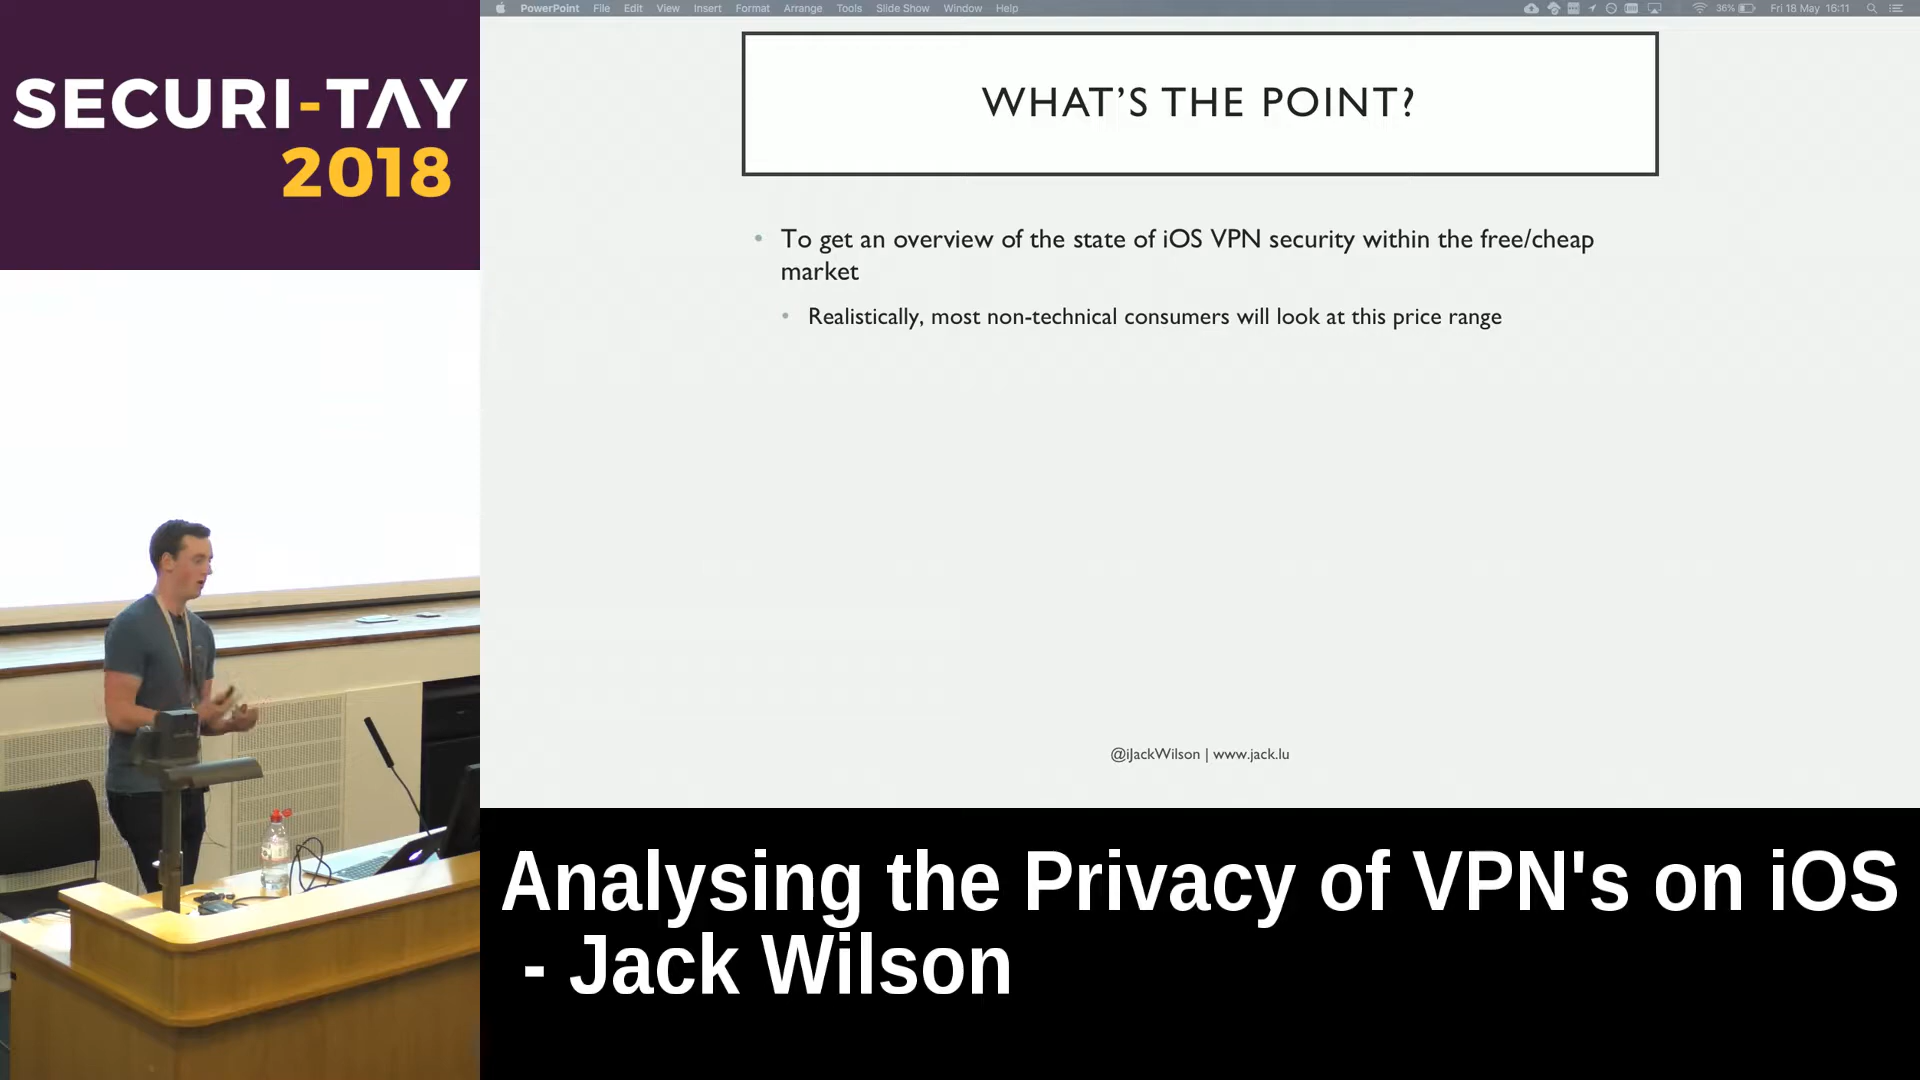 SECURI-TAY
2018
PowerPoint File Edit View Insert Format Arrange Tools Slide Show Window Help 36% Fri 18 May 16:11
WHAT'S THE POINT?
• To get an overview of the state of iOS VPN security within the free/cheap
market
• Realistically, most non-technical consumers will look at this price range
@iJackWilson | www.jack.lu
Analysing the Privacy of VPN's on iOS
- Jack Wilson